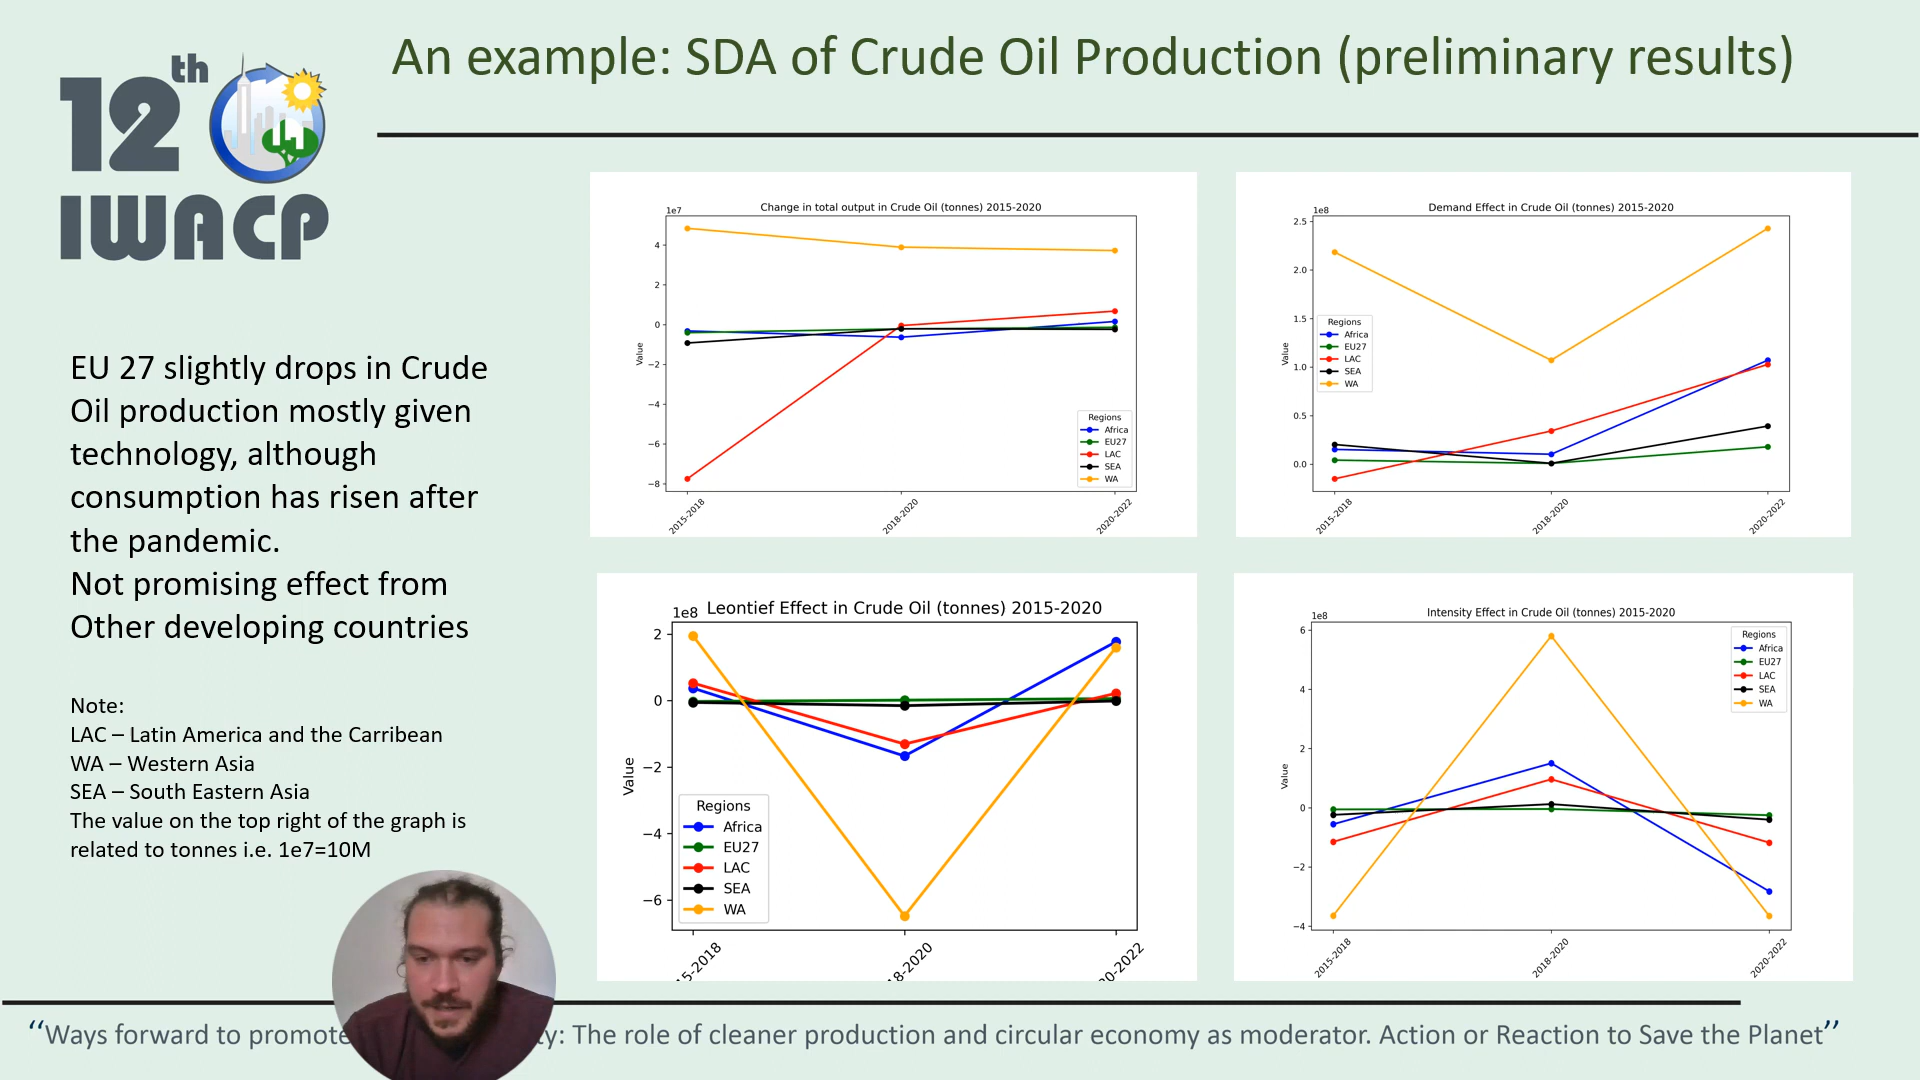 12th
IWACP
An example: SDA of Crude Oil Production (preliminary results)
EU 27 slightly drops in Crude
Oil production mostly given
technology, although
consumption has risen after
the pandemic.
Not promising effect from
Other developing countries
Note:
LAC – Latin America and the Carribean
WA – Western Asia
SEA – South Eastern Asia
The value on the top right of the graph is
related to tonnes i.e. 1e7=10M
Change in total output in Crude Oil (tonnes) 2015-2020
1e7
4
2
0
−2
−4
−6
−8
Value
Regions
Africa
EU27
LAC
SEA
WA
2015-2018
2018-2020
2020-2022
Demand Effect in Crude Oil (tonnes) 2015-2020
1e8
2.5
2.0
1.5
1.0
0.5
0.0
Value
Regions
Africa
EU27
LAC
SEA
WA
2015-2018
2018-2020
2020-2022
Leontief Effect in Crude Oil (tonnes) 2015-2020
1e8
2
0
−2
−4
−6
Value
Regions
Africa
EU27
LAC
SEA
WA
5-2018
8-2020
0-2022
Intensity Effect in Crude Oil (tonnes) 2015-2020
1e8
6
4
2
0
−2
−4
Value
Regions
Africa
EU27
LAC
SEA
WA
2015-2018
2018-2020
2020-2022
“Ways forward to promote ty: The role of cleaner production and circular economy as moderator. Action or Reaction to Save the Planet”